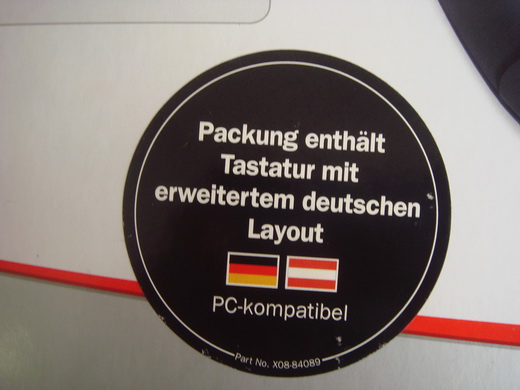 Packung enthält
Tastatur mit
erweitertem deutschen
Layout
PC-kompatibel
Part No. X08-84089